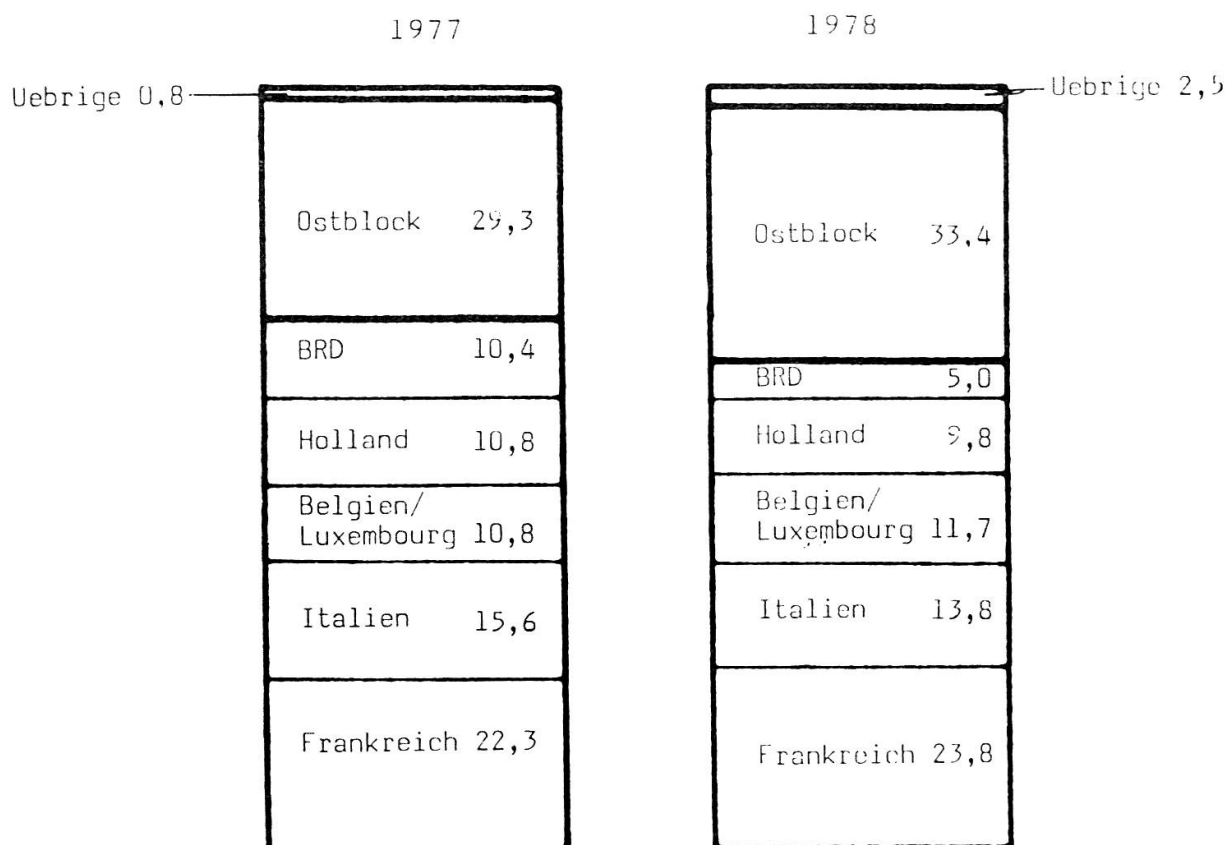 1977
Uebrige 0,8
Ostblock 29,3
BRD 10,4
Holland 10,8
Belgien/
Luxembourg 10,8
Italien 15,6
Frankreich 22,3
1978
Uebrige 2,5
Ostblock 33,4
BRD 5,0
Holland 9,8
Belgien/
Luxembourg 11,7
Italien 13,8
Frankreich 23,8